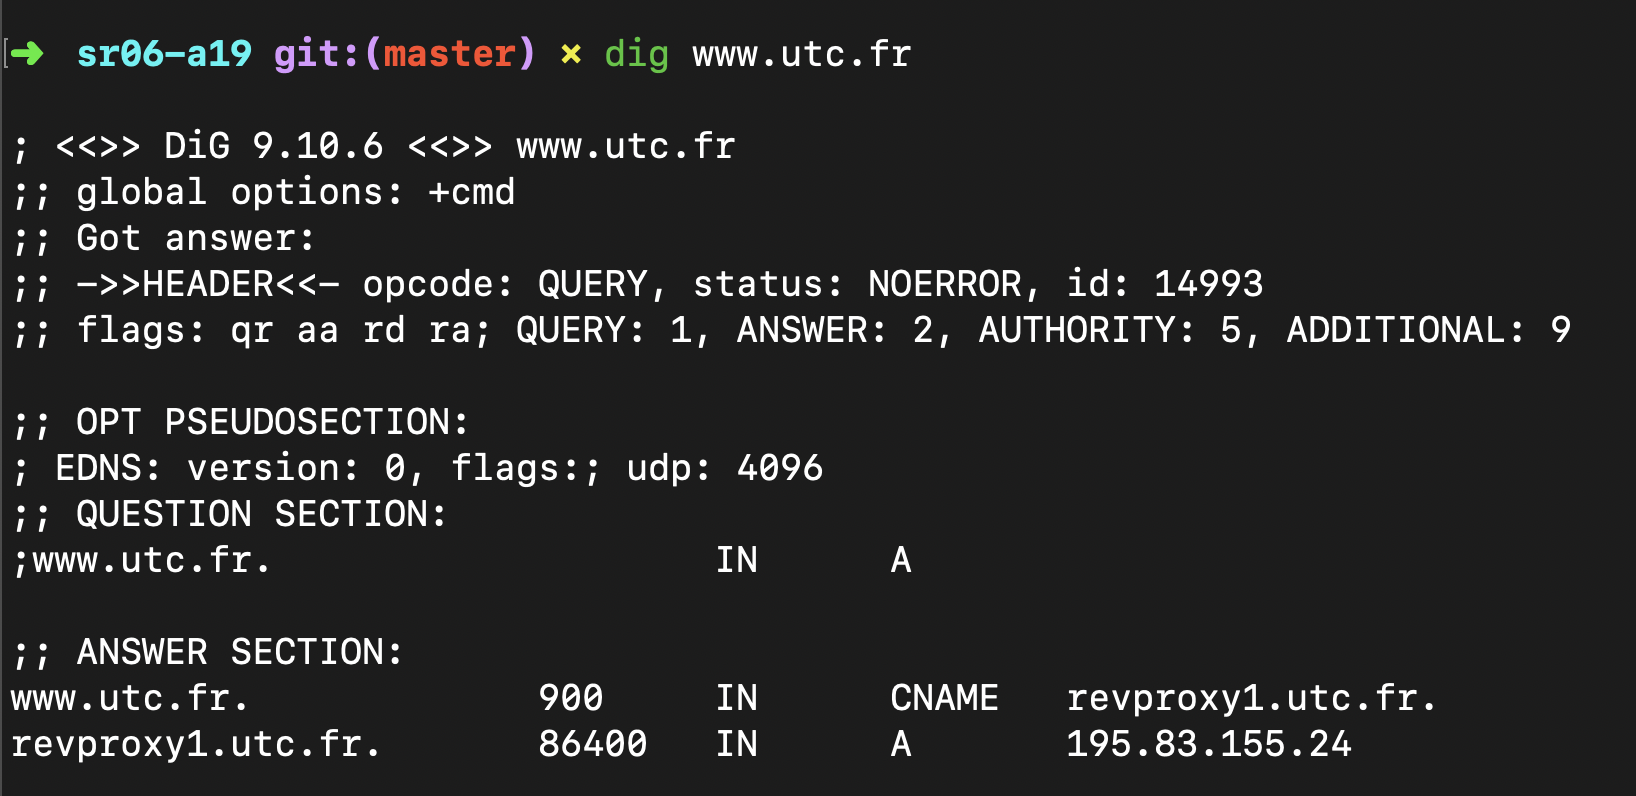 ➜ sr06-a19 git:(master) × dig www.utc.fr
; <<>> DiG 9.10.6 <<>> www.utc.fr
;; global options: +cmd
;; Got answer:
;; ->>HEADER<<- opcode: QUERY, status: NOERROR, id: 14993
;; flags: qr aa rd ra; QUERY: 1, ANSWER: 2, AUTHORITY: 5, ADDITIONAL: 9
;; OPT PSEUDOSECTION:
; EDNS: version: 0, flags:; udp: 4096
;; QUESTION SECTION:
;www.utc.fr. IN A
;; ANSWER SECTION:
www.utc.fr. 900 IN CNAME revproxy1.utc.fr.
revproxy1.utc.fr. 86400 IN A 195.83.155.24